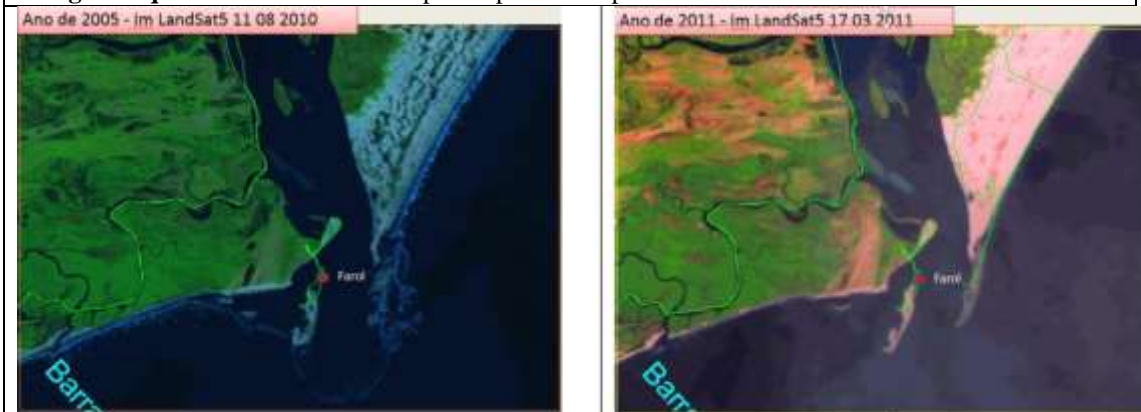 Ano de 2005 - im LandSat5 11 08 2010
Ano de 2011 - im LandSat5 17 03 2011
Farol
Farol
Barra
Barra